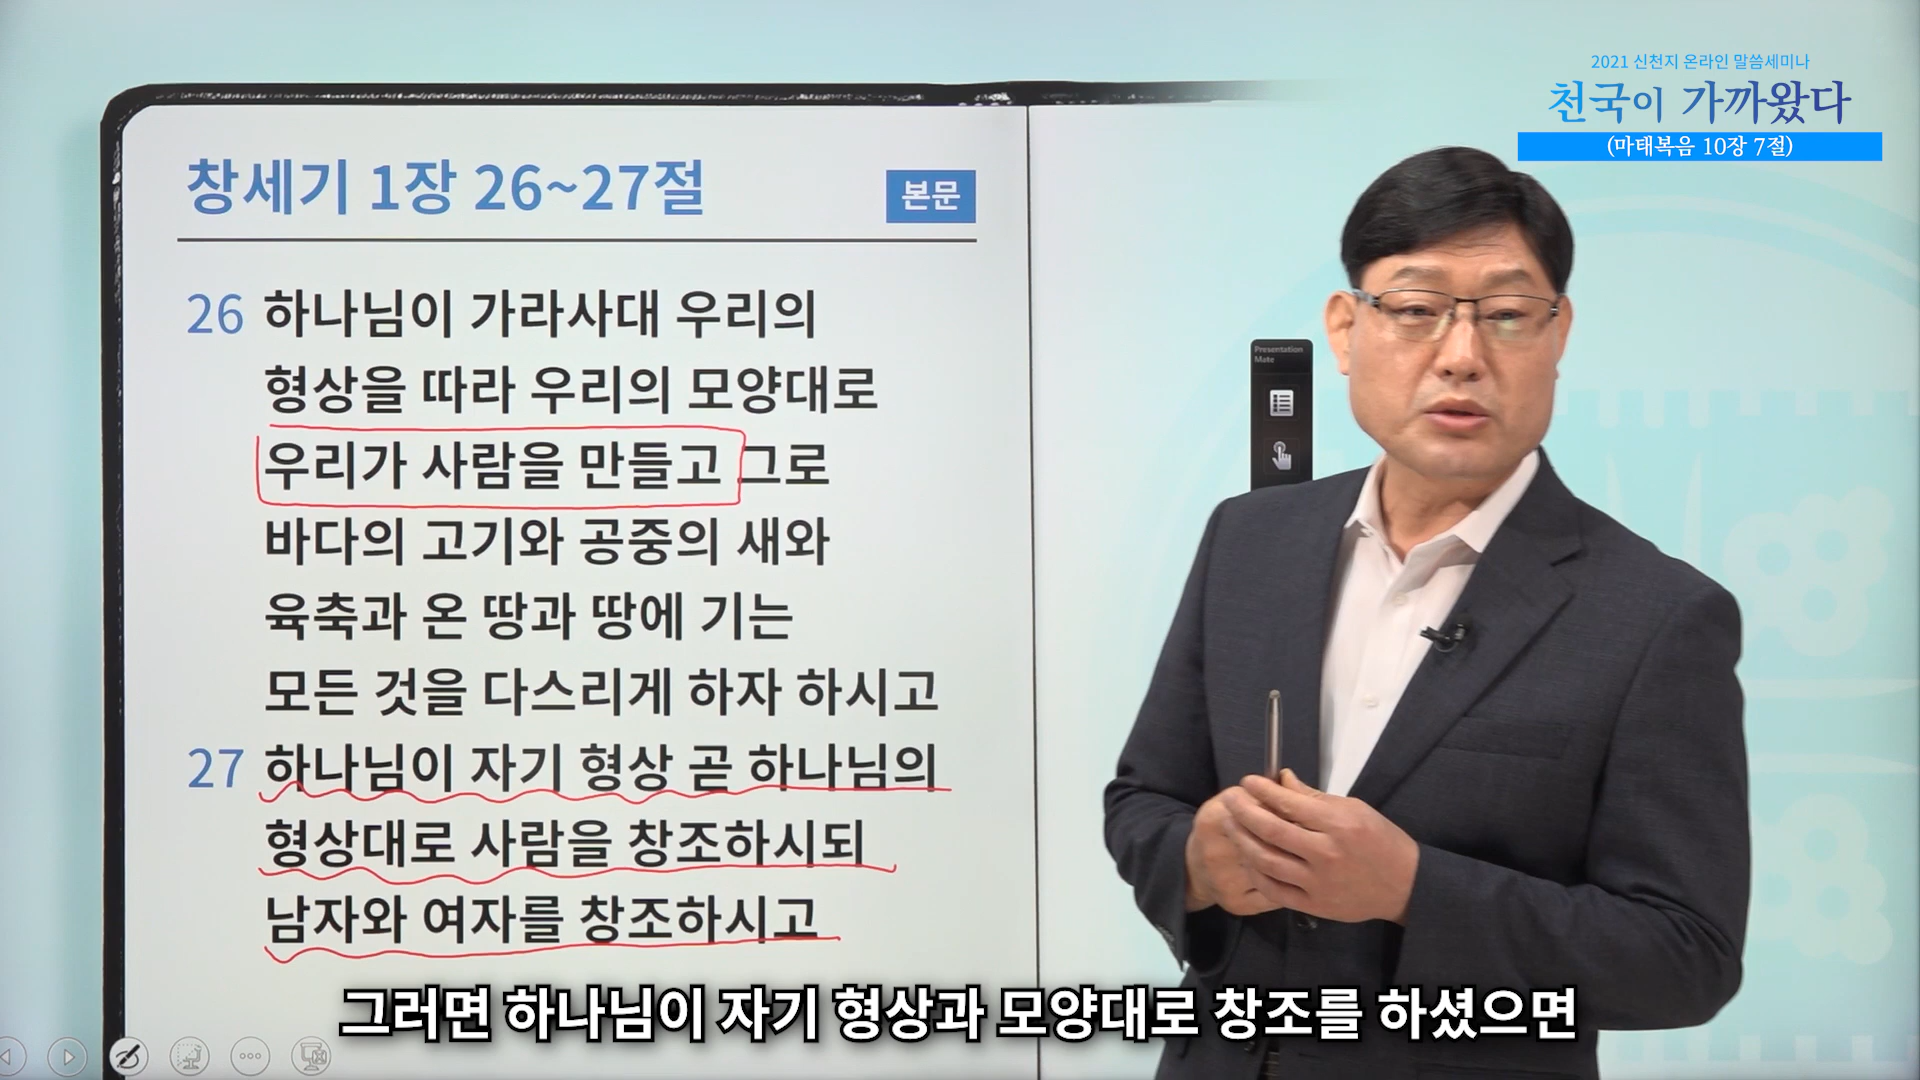 2021 신천지 온라인 말씀세미나
천국이 가까왔다
(마태복음 10장 7절)
창세기 1장 26~27절
본문
26 하나님이 가라사대 우리의
형상을 따라 우리의 모양대로
우리가 사람을 만들고 그로
바다의 고기와 공중의 새와
육축과 온 땅과 땅에 기는
모든 것을 다스리게 하자 하시고
27 하나님이 자기 형상 곧 하나님의
형상대로 사람을 창조하시되
남자와 여자를 창조하시고
Presentation
Mate
그러면 하나님이 자기 형상과 모양대로 창조를 하셨으면